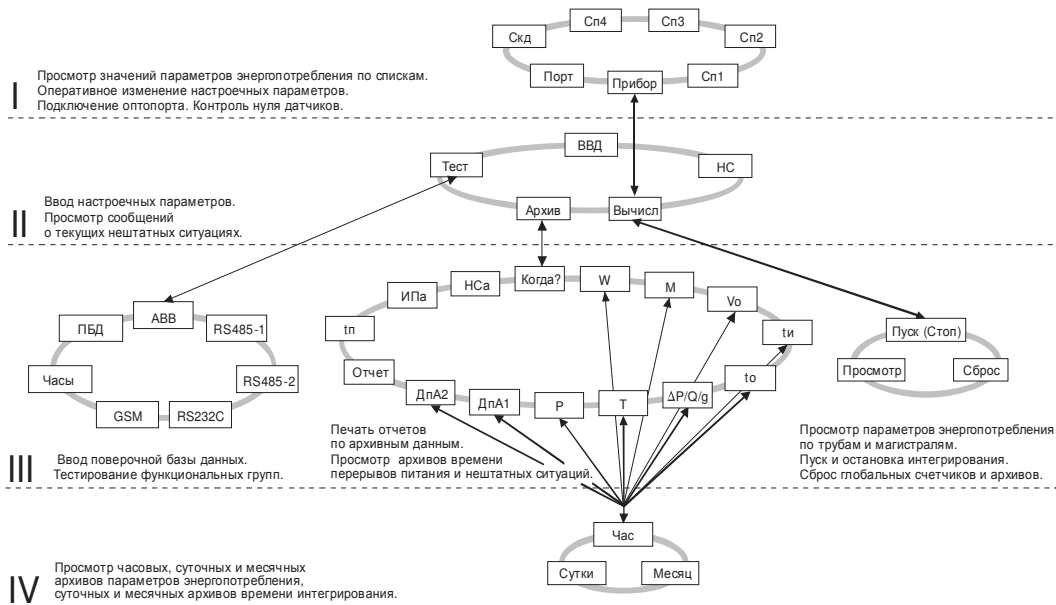 Сп4
Сп3
Скд
Сп2
Порт
Прибор
Сп1
I
Просмотр значений параметров энергопотребления по спискам.
Оперативное изменение настроечных параметров.
Подключение оптопорта. Контроль нуля датчиков.
ВВД
Тест
НС
Архив
Вычисл
II
Ввод настроечных параметров.
Просмотр сообщений
о текущих нештатных ситуациях.
Когда?
W
НСа
M
ИПа
Vo
tп
tи
Отчет
to
ДпА2
ДпА1
P
T
ΔP/Q/g
АВВ
ПБД
RS485-1
Часы
RS485-2
GSM
RS232C
Пуск (Стоп)
Просмотр
Сброс
III
Ввод поверочной базы данных.
Тестирование функциональных групп.
Печать отчетов
по архивным данным.
Просмотр архивов времени
перерывов питания и нештатных ситуаций.
Просмотр параметров энергопотребления
по трубам и магистралям.
Пуск и остановка интегрирования.
Сброс глобальных счетчиков и архивов.
Час
Сутки
Месяц
IV
Просмотр часовых, суточных и месячных
архивов параметров энергопотребления,
суточных и месячных архивов времени интегрирования.